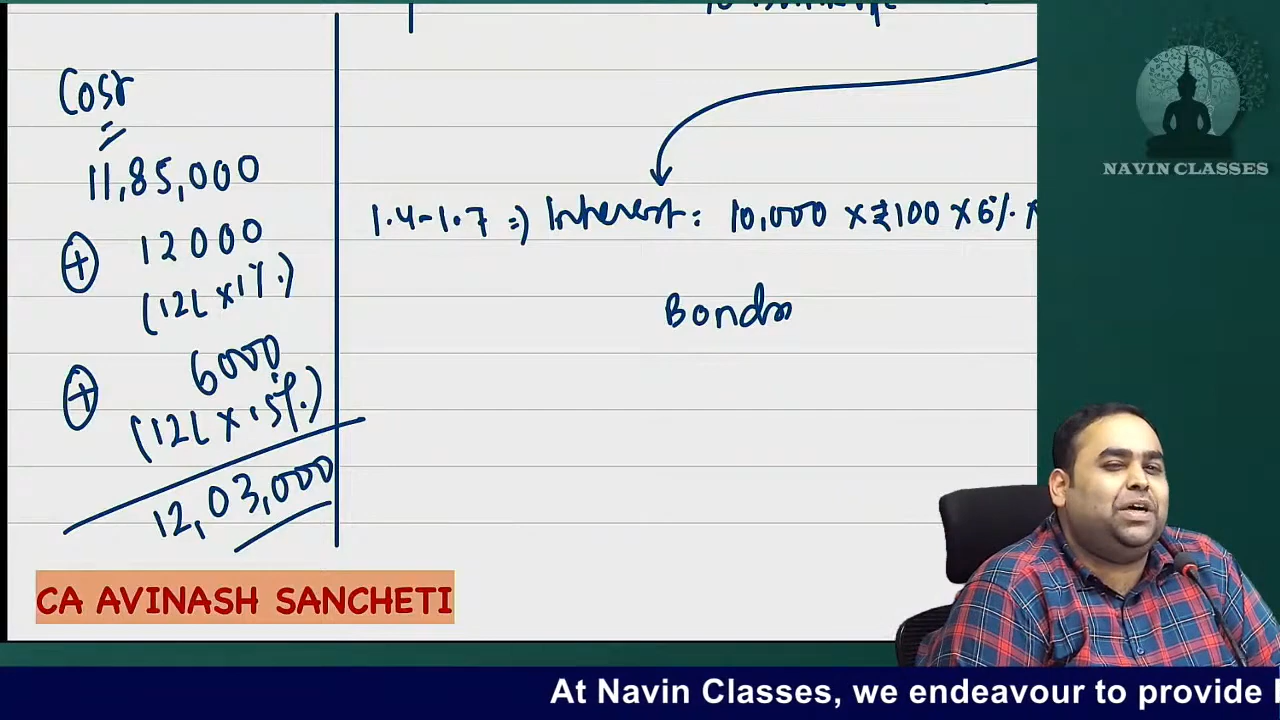 Cost
11,85,000
+ 12000
(12L x 1%.)
+ 6000
(12L x .5%.)
12,03,000
1.4-1.7 => Interest: 10,000 x ₹100 x 6%. x
Bonds
CA AVINASH SANCHETI
NAVIN CLASSES
At Navin Classes, we endeavour to provide